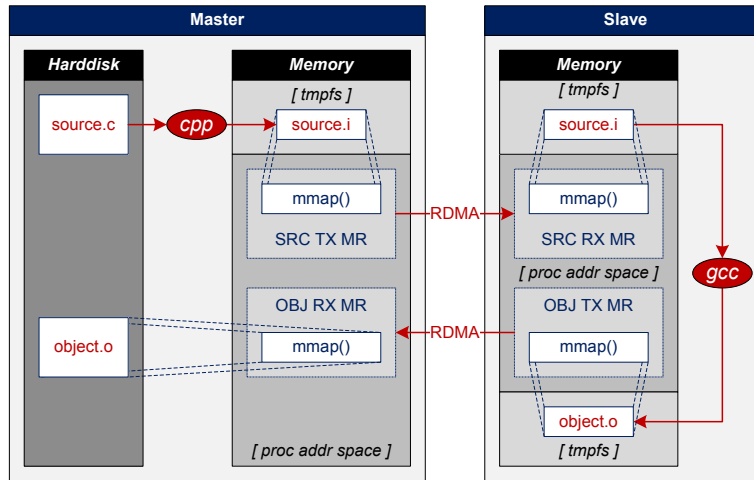 Master
Harddisk
Memory
[ tmpfs ]
source.c
cpp
source.i
mmap()
SRC TX MR
OBJ RX MR
object.o
mmap()
[ proc addr space ]
RDMA
RDMA
Slave
Memory
[ tmpfs ]
source.i
mmap()
SRC RX MR
[ proc addr space ]
gcc
OBJ TX MR
mmap()
object.o
[ tmpfs ]